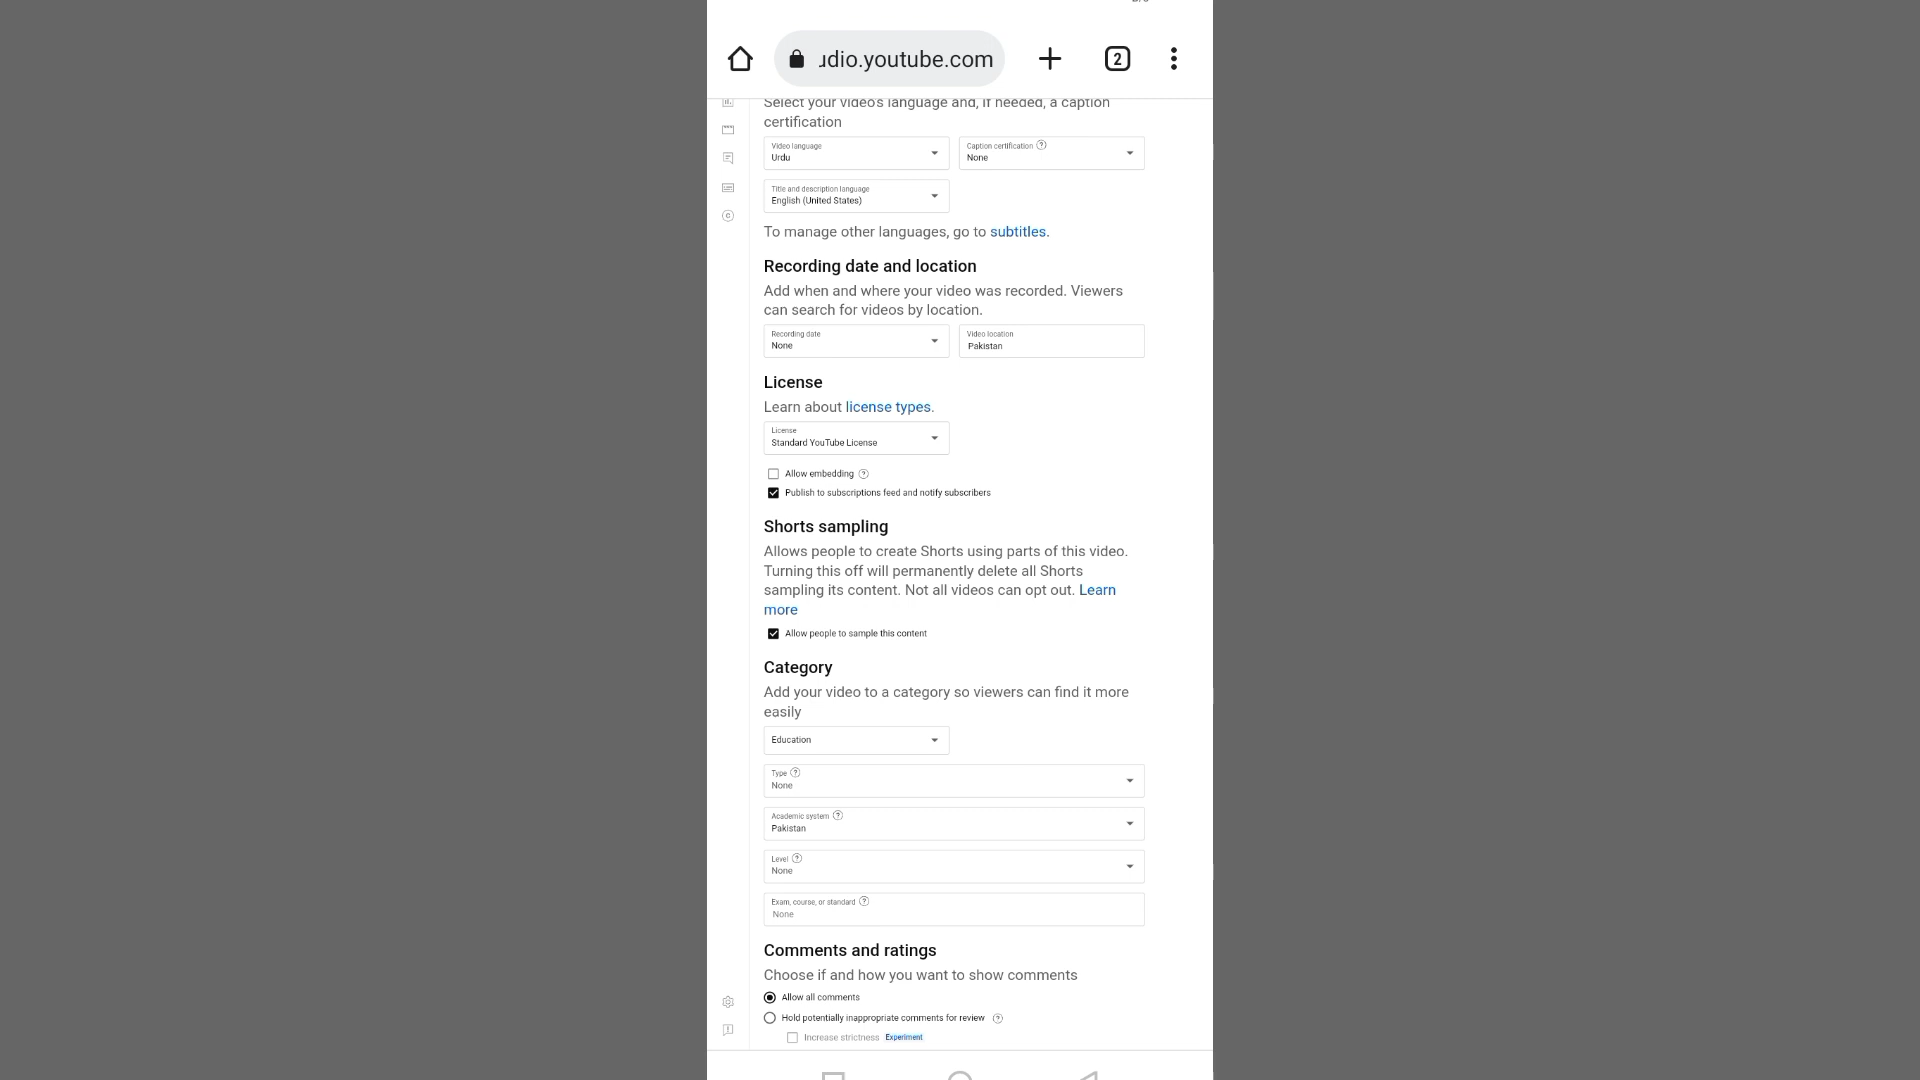 udio.youtube.com
2
Select your video's language and, if needed, a caption
certification
Video language
Urdu
Caption certification
None
Title and description language
English (United States)
To manage other languages, go to subtitles.
Recording date and location
Add when and where your video was recorded. Viewers
can search for videos by location.
Recording date
None
Video location
Pakistan
License
Learn about license types.
License
Standard YouTube License
Allow embedding
Publish to subscriptions feed and notify subscribers
Shorts sampling
Allows people to create Shorts using parts of this video.
Turning this off will permanently delete all Shorts
sampling its content. Not all videos can opt out. Learn
more
Allow people to sample this content
Category
Add your video to a category so viewers can find it more
easily
Education
Type
None
Academic system
Pakistan
Level
None
Exam, course, or standard
None
Comments and ratings
Choose if and how you want to show comments
Allow all comments
Hold potentially inappropriate comments for review
Increase strictness Experiment